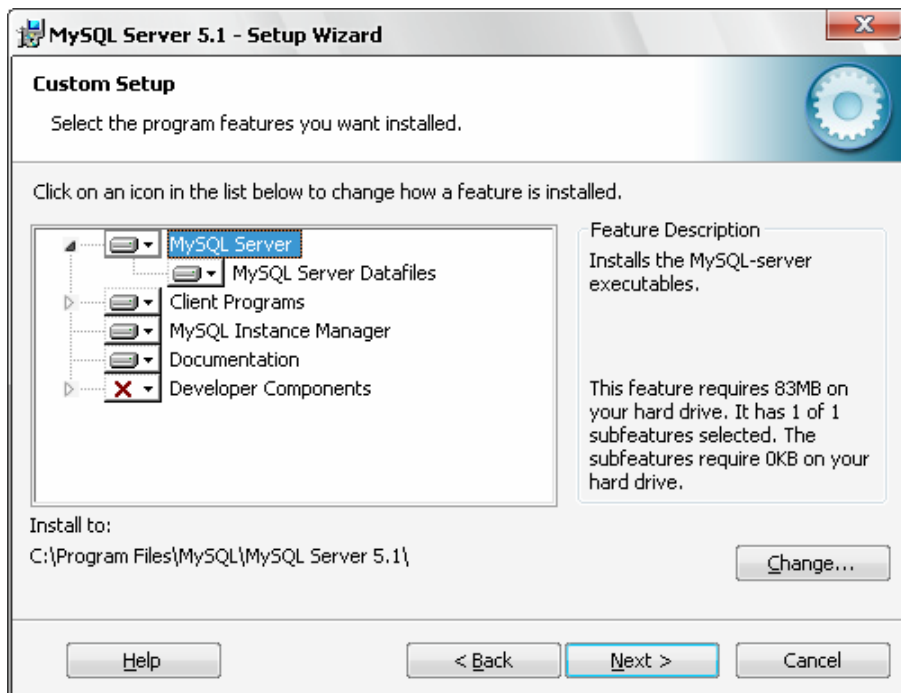 MySQL Server 5.1 - Setup Wizard
Custom Setup
Select the program features you want installed.
Click on an icon in the list below to change how a feature is installed.
MySQL Server
MySQL Server Datafiles
Client Programs
MySQL Instance Manager
Documentation
Developer Components
Feature Description
Installs the MySQL-server
executables.
This feature requires 83MB on
your hard drive. It has 1 of 1
subfeatures selected. The
subfeatures require 0KB on your
hard drive.
Install to:
C:\Program Files\MySQL\MySQL Server 5.1\
Change...
Help
< Back
Next >
Cancel